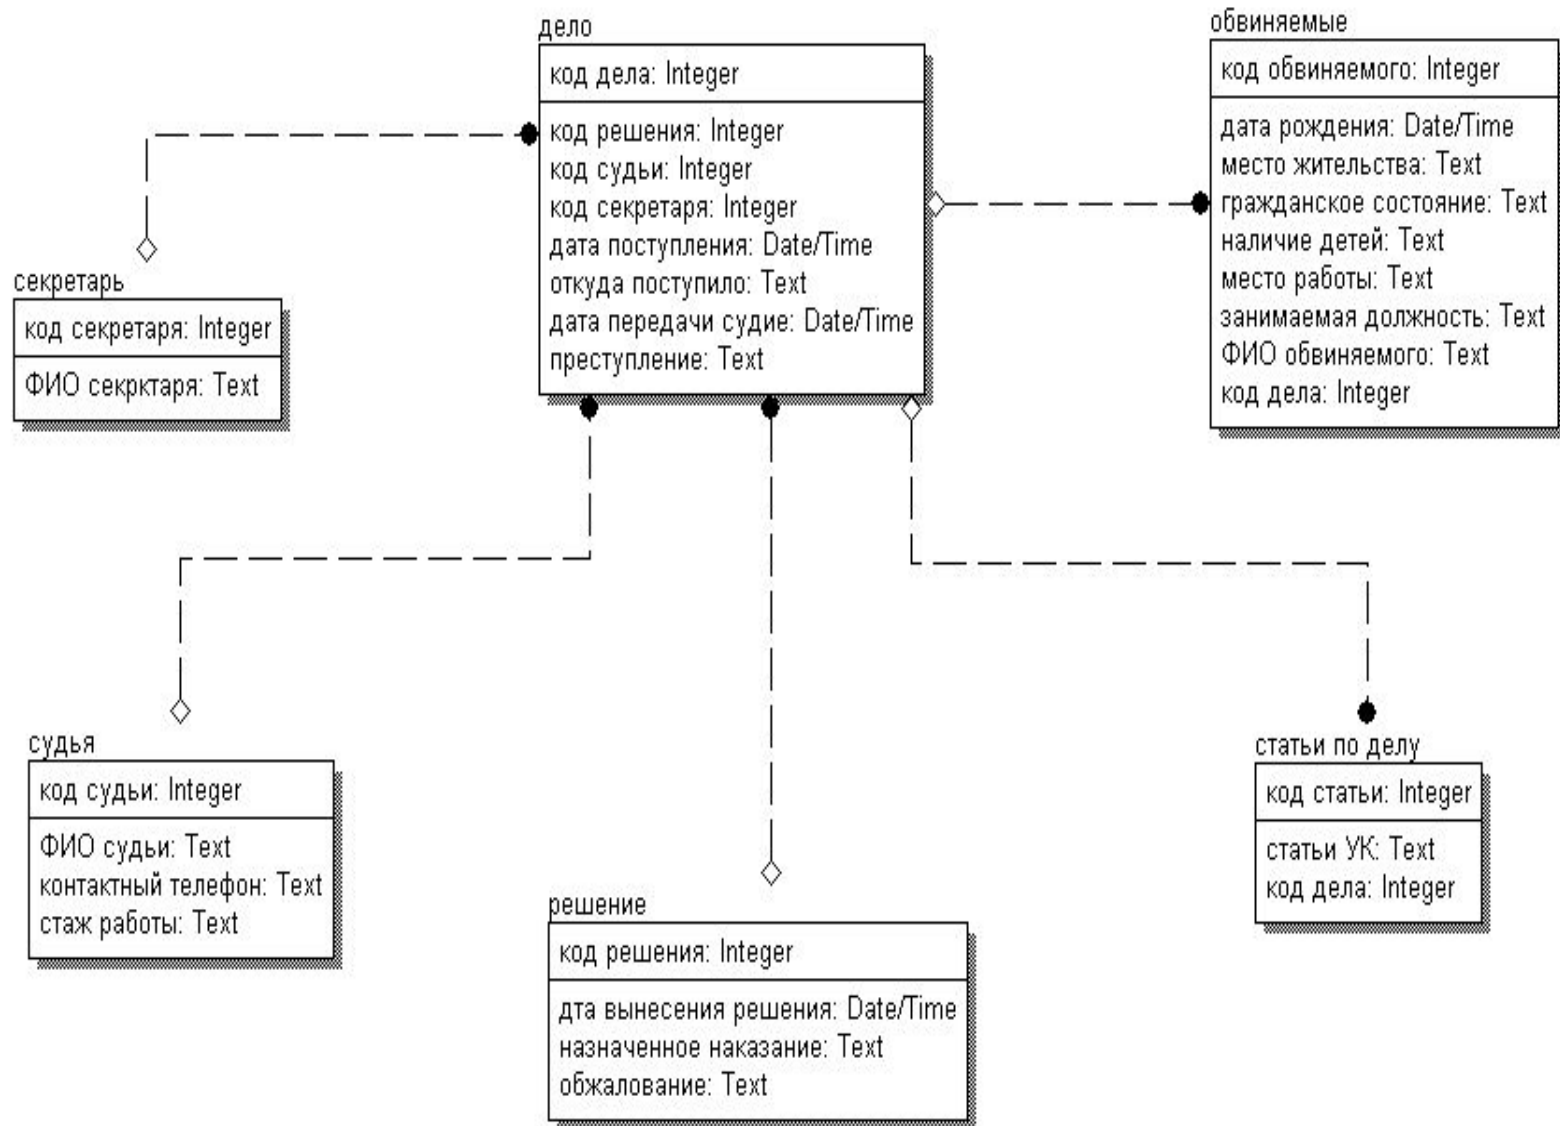 дело
код дела: Integer
код решения: Integer
код судьи: Integer
код секретаря: Integer
дата поступления: Date/Time
откуда поступило: Text
дата передачи судие: Date/Time
преступление: Text
обвиняемые
код обвиняемого: Integer
дата рождения: Date/Time
место жительства: Text
гражданское состояние: Text
наличие детей: Text
место работы: Text
занимаемая должность: Text
ФИО обвиняемого: Text
код дела: Integer
секретарь
код секретаря: Integer
ФИО секрктаря: Text
судья
код судьи: Integer
ФИО судьи: Text
контактный телефон: Text
стаж работы: Text
решение
код решения: Integer
дта вынесения решения: Date/Time
назначенное наказание: Text
обжалование: Text
статьи по делу
код статьи: Integer
статьи УК: Text
код дела: Integer